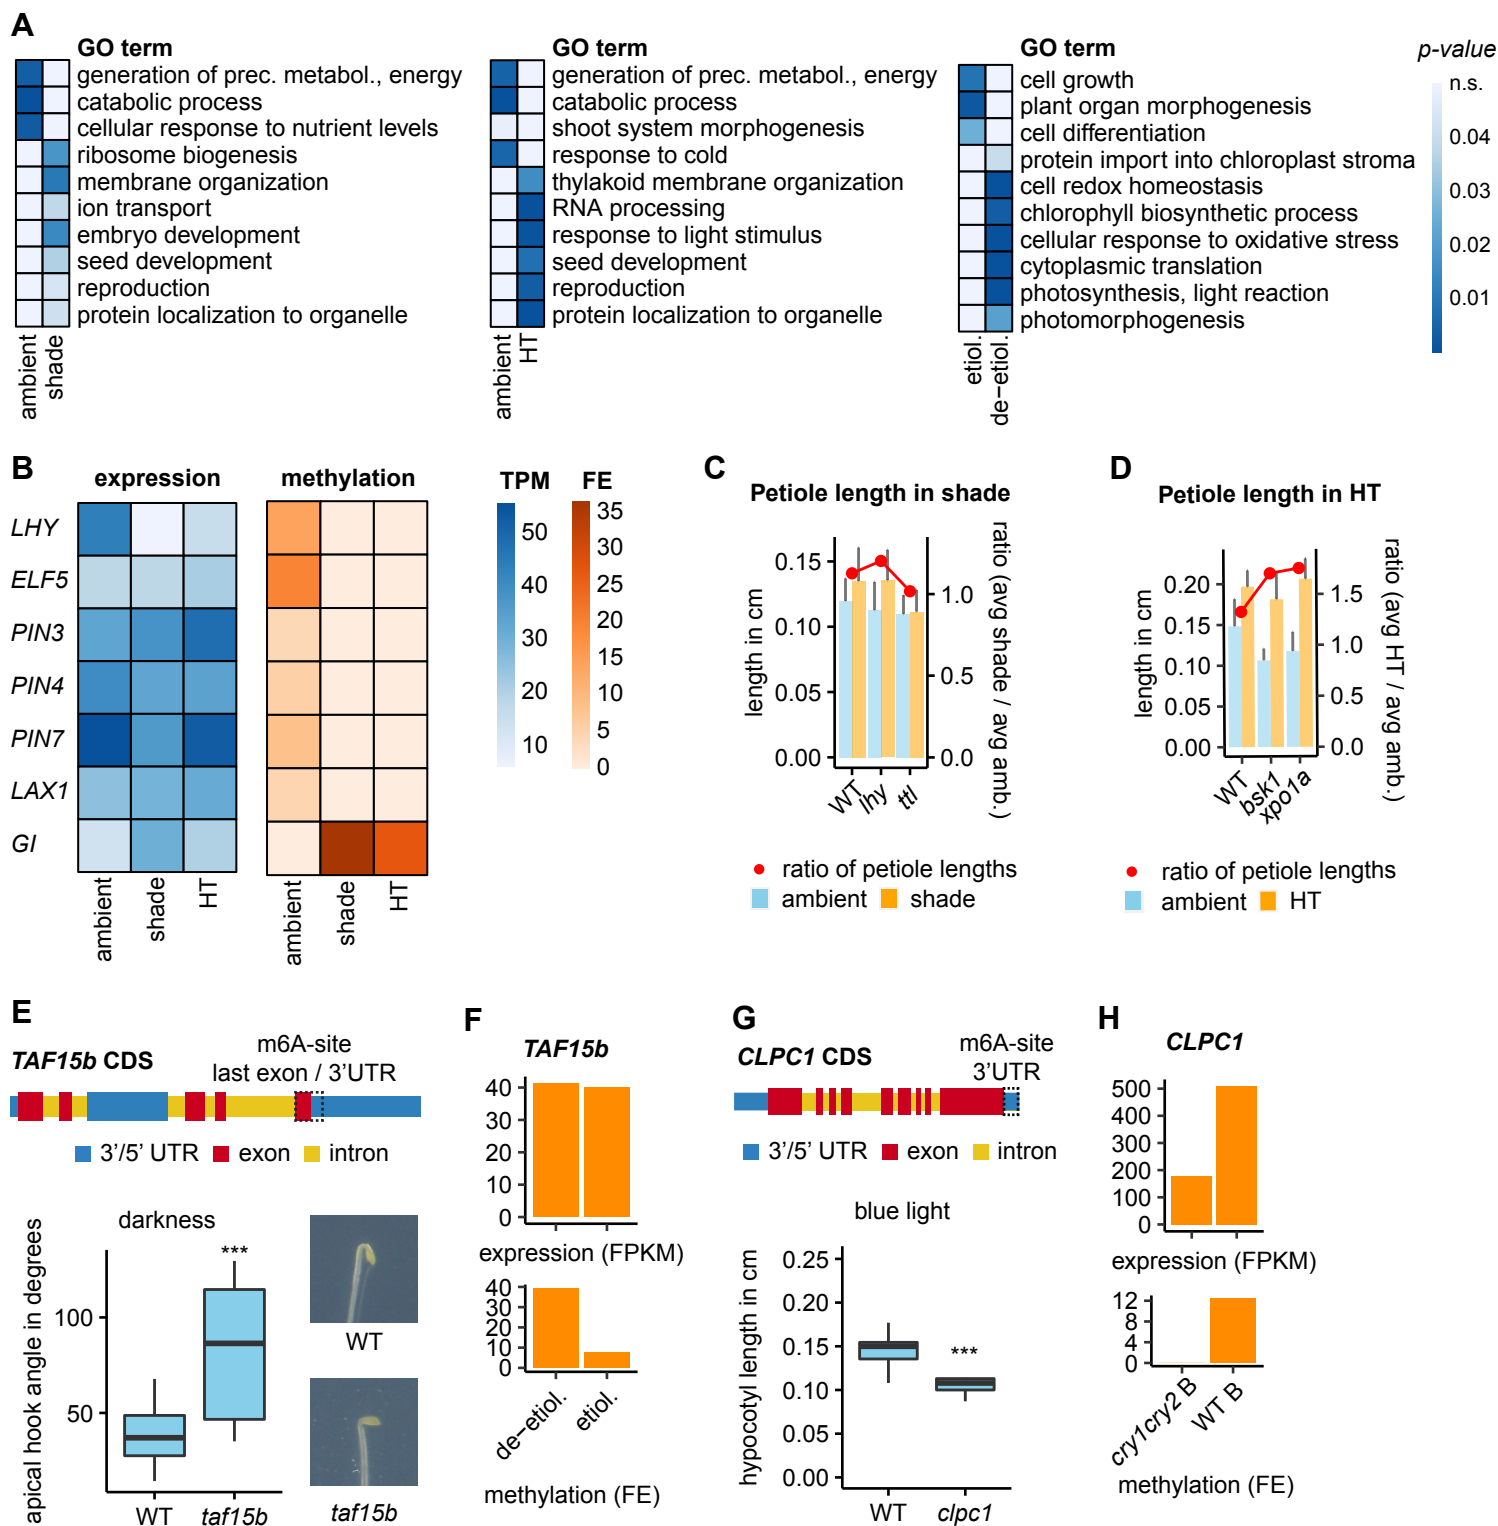 A
GO term
generation of prec. metabol., energy
catabolic process
cellular response to nutrient levels
ribosome biogenesis
membrane organization
ion transport
embryo development
seed development
reproduction
protein localization to organelle
ambient
shade
GO term
generation of prec. metabol., energy
catabolic process
shoot system morphogenesis
response to cold
thylakoid membrane organization
RNA processing
response to light stimulus
seed development
reproduction
protein localization to organelle
ambient
HT
GO term
cell growth
plant organ morphogenesis
cell differentiation
protein import into chloroplast stroma
cell redox homeostasis
chlorophyll biosynthetic process
cellular response to oxidative stress
cytoplasmic translation
photosynthesis, light reaction
photomorphogenesis
etiol.
de−etiol.
p-value
n.s.
0.04
0.03
0.02
0.01
B
expression
methylation
LHY
ELF5
PIN3
PIN4
PIN7
LAX1
GI
ambient
shade
HT
ambient
shade
HT
TPM
50
40
30
20
10
FE
35
30
25
20
15
10
5
0
C
Petiole length in shade
length in cm
0.15
0.10
0.05
0.00
1.0
0.5
0.0
ratio (avg shade / avg amb.)
WT
lhy
ttl
ratio of petiole lengths
ambient
shade
D
Petiole length in HT
length in cm
0.20
0.15
0.10
0.05
0.00
1.5
1.0
0.5
0.0
ratio (avg HT / avg amb.)
WT
bsk1
xpo1a
ratio of petiole lengths
ambient
HT
E
TAF15b CDS
m6A-site
last exon / 3'UTR
3'/5' UTR
exon
intron
darkness
apical hook angle in degrees
100
50
***
WT
taf15b
WT
taf15b
F
TAF15b
40
30
20
10
0
expression (FPKM)
40
30
20
10
0
de−etiol.
etiol.
methylation (FE)
G
CLPC1 CDS
m6A-site
3'UTR
3'/5' UTR
exon
intron
blue light
hypocotyl length in cm
0.25
0.20
0.15
0.10
0.05
0.00
***
WT
clpc1
H
CLPC1
500
400
300
200
100
0
expression (FPKM)
12
8
4
0
cry1cry2 B
WT B
methylation (FE)